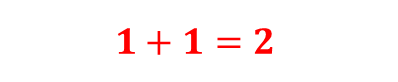 1 + 1 = 2